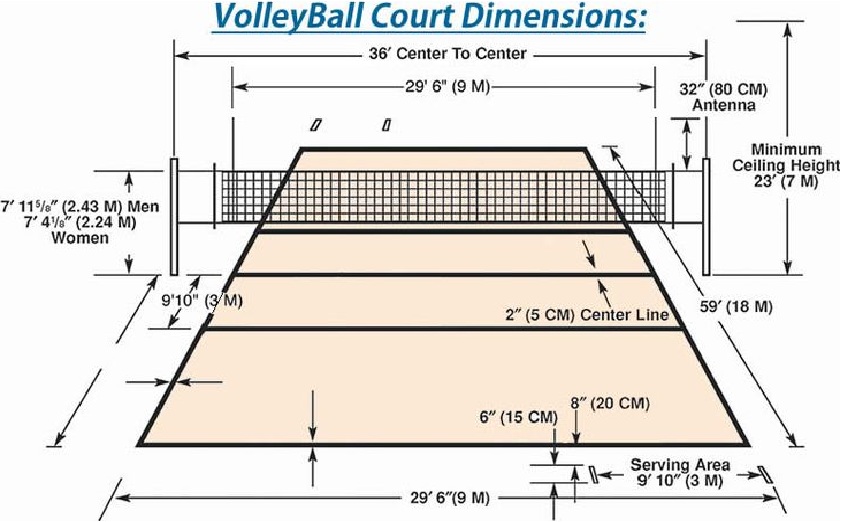 VolleyBall Court Dimensions:
36′ Center To Center
29′ 6″ (9 M)
32″ (80 CM)
Antenna
Minimum
Ceiling Height
23′ (7 M)
7′ 11⁵/₈″ (2.43 M) Men
7′ 4¹/₈″ (2.24 M)
Women
9'10" (3 M)
2″ (5 CM) Center Line
59′ (18 M)
6″ (15 CM)
8″ (20 CM)
Serving Area
9′ 10″ (3 M)
29′ 6″(9 M)